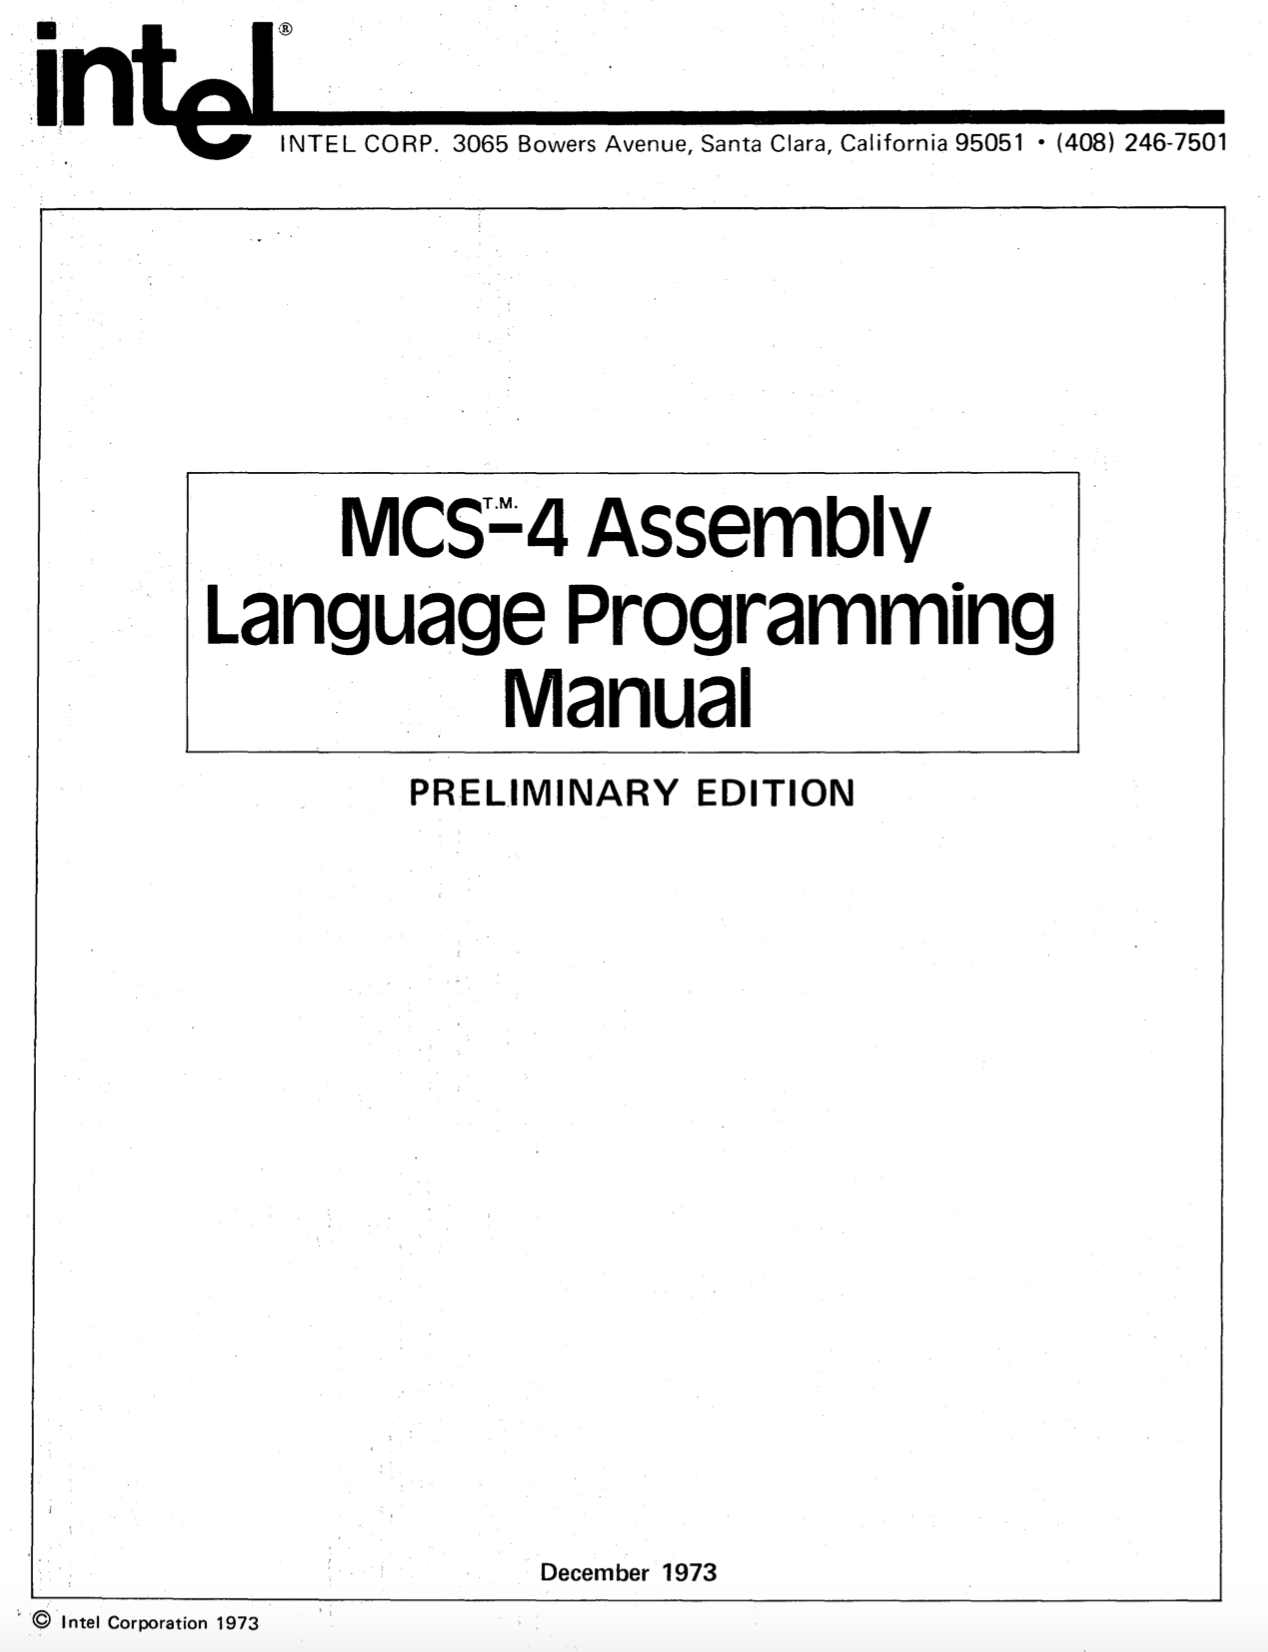 intel®
INTEL CORP. 3065 Bowers Avenue, Santa Clara, California 95051 • (408) 246-7501
MCS™-4 Assembly
Language Programming
Manual
PRELIMINARY EDITION
December 1973
© Intel Corporation 1973